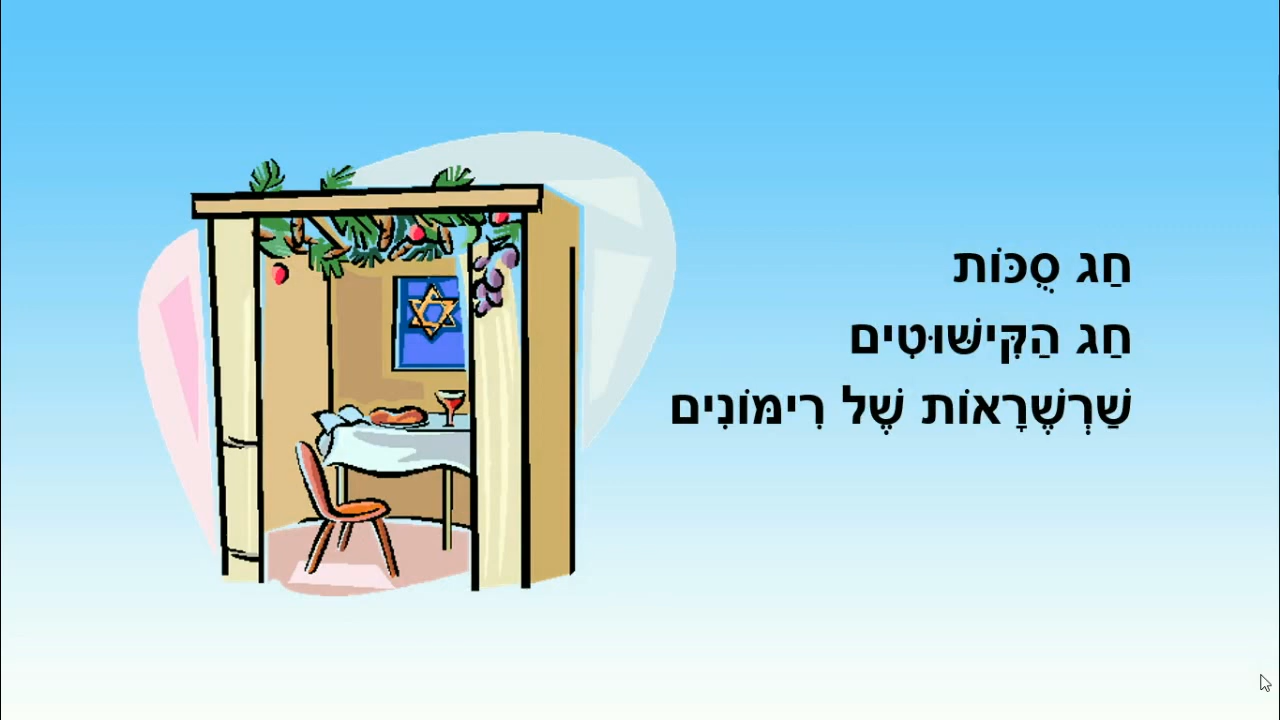 חַג סֻכּוֹת
חַג הַקִּישּׁוּטִים
שַׁרְשֶׁרָאוֹת שֶׁל רִימּוֹנִים